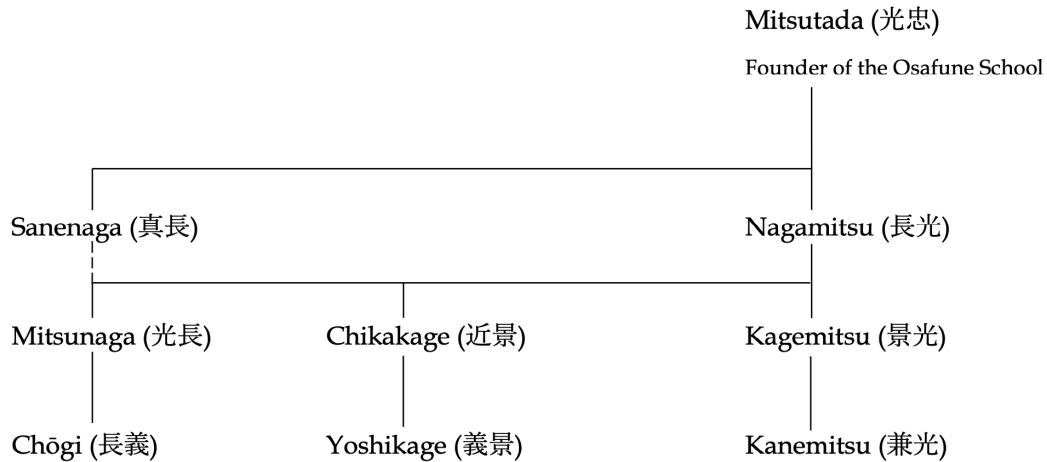 Mitsutada (光忠)
Founder of the Osafune School
Sanenaga (真長)
Nagamitsu (長光)
Mitsunaga (光長)
Chikakage (近景)
Kagemitsu (景光)
Chōgi (長義)
Yoshikage (義景)
Kanemitsu (兼光)